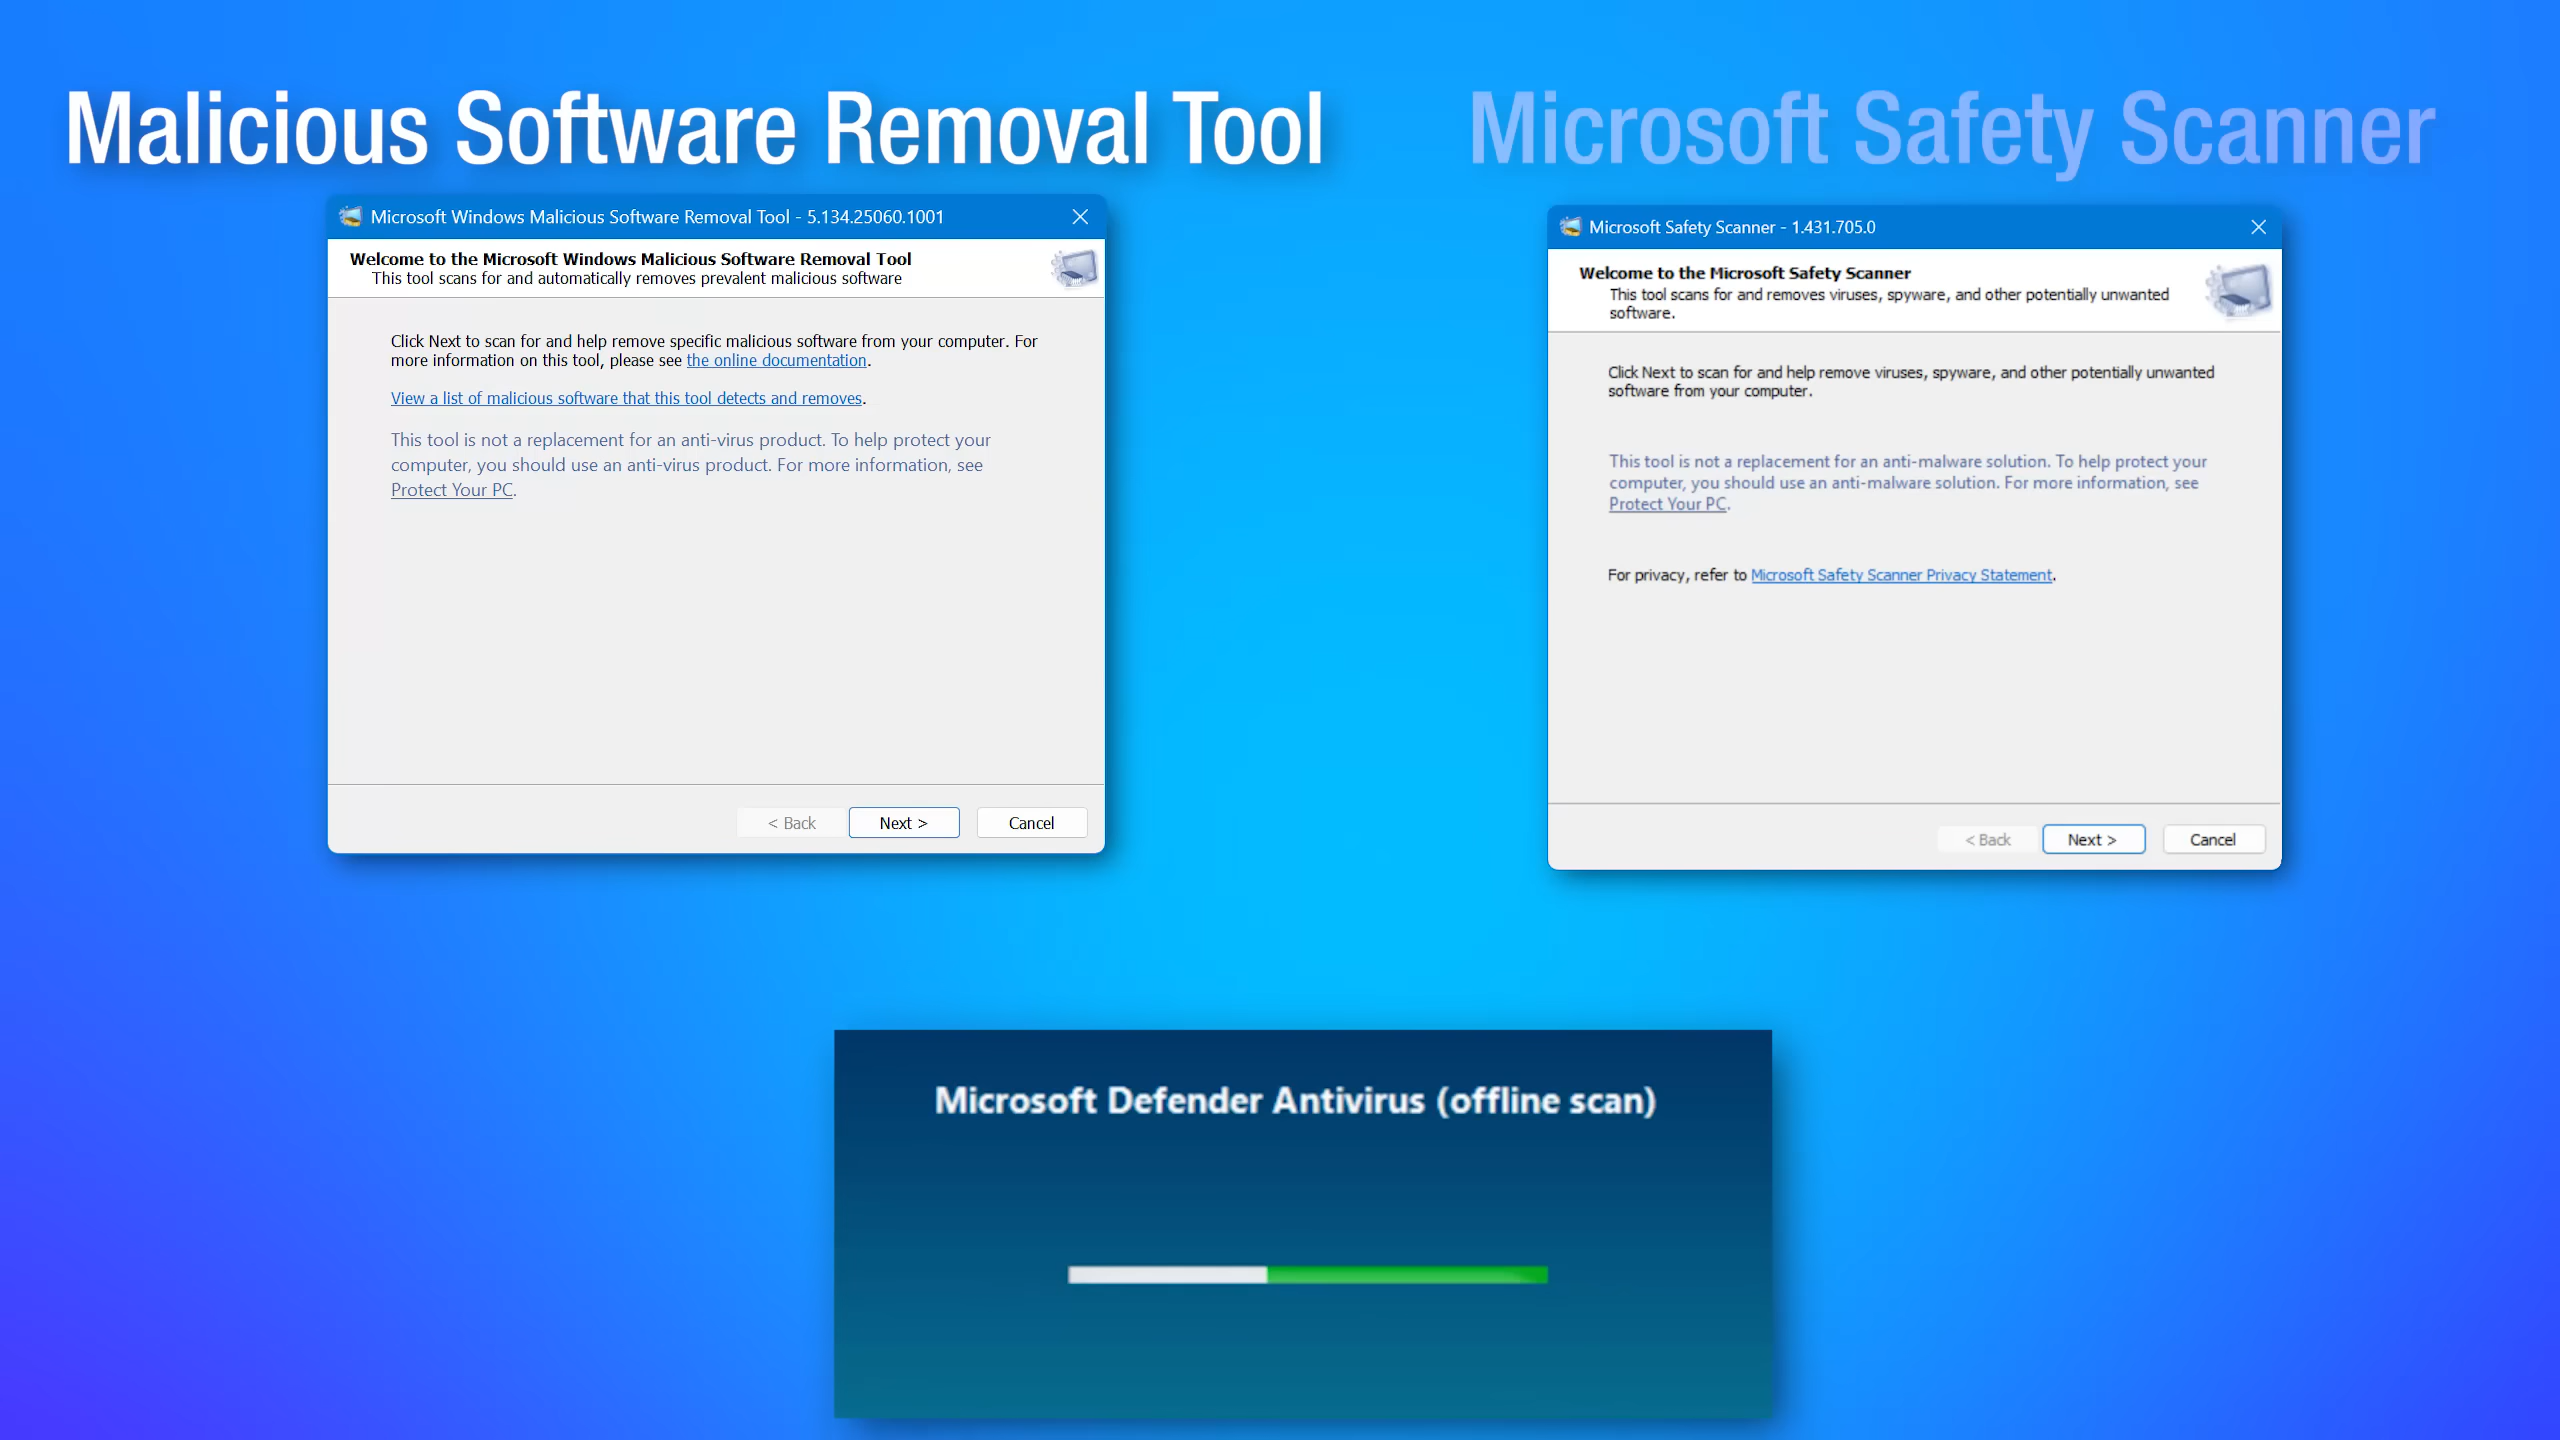 Malicious Software Removal Tool
Microsoft Safety Scanner
Microsoft Windows Malicious Software Removal Tool - 5.134.25060.1001
Welcome to the Microsoft Windows Malicious Software Removal Tool
This tool scans for and automatically removes prevalent malicious software
Click Next to scan for and help remove specific malicious software from your computer. For
more information on this tool, please see the online documentation.
View a list of malicious software that this tool detects and removes.
This tool is not a replacement for an anti-virus product. To help protect your
computer, you should use an anti-virus product. For more information, see
Protect Your PC.
< Back
Next >
Cancel
Microsoft Safety Scanner - 1.431.705.0
Welcome to the Microsoft Safety Scanner
This tool scans for and removes viruses, spyware, and other potentially unwanted
software.
Click Next to scan for and help remove viruses, spyware, and other potentially unwanted
software from your computer.
This tool is not a replacement for an anti-malware solution. To help protect your
computer, you should use an anti-malware solution. For more information, see
Protect Your PC.
For privacy, refer to Microsoft Safety Scanner Privacy Statement.
< Back
Next >
Cancel
Microsoft Defender Antivirus (offline scan)